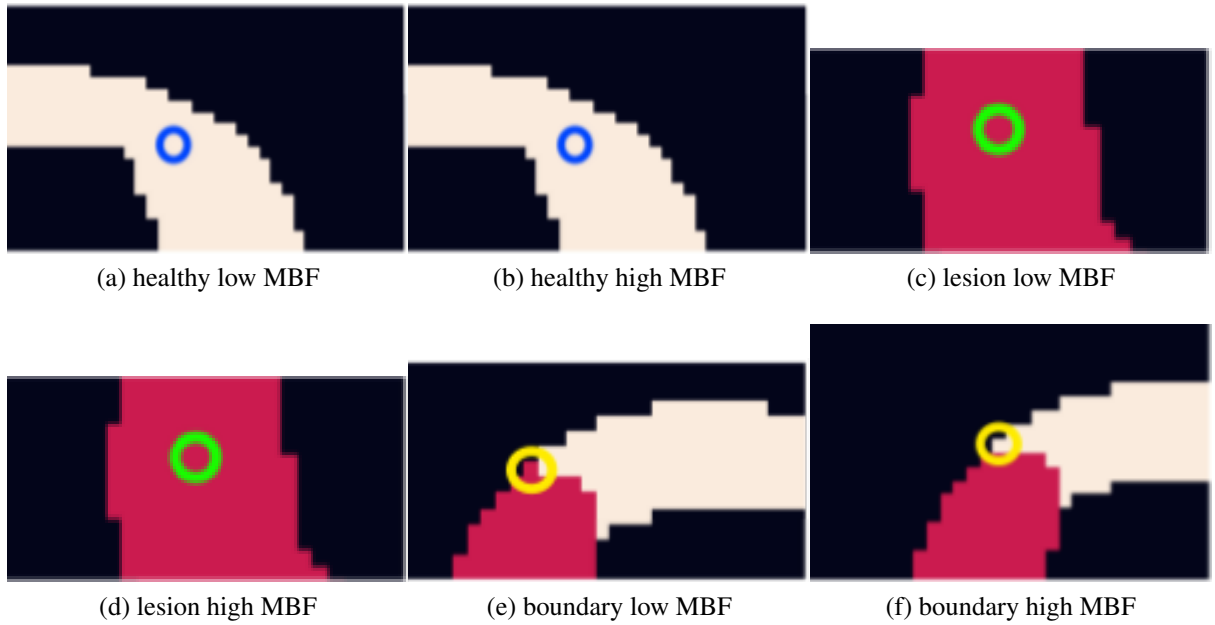 (a) healthy low MBF
(b) healthy high MBF
(c) lesion low MBF
(d) lesion high MBF
(e) boundary low MBF
(f) boundary high MBF